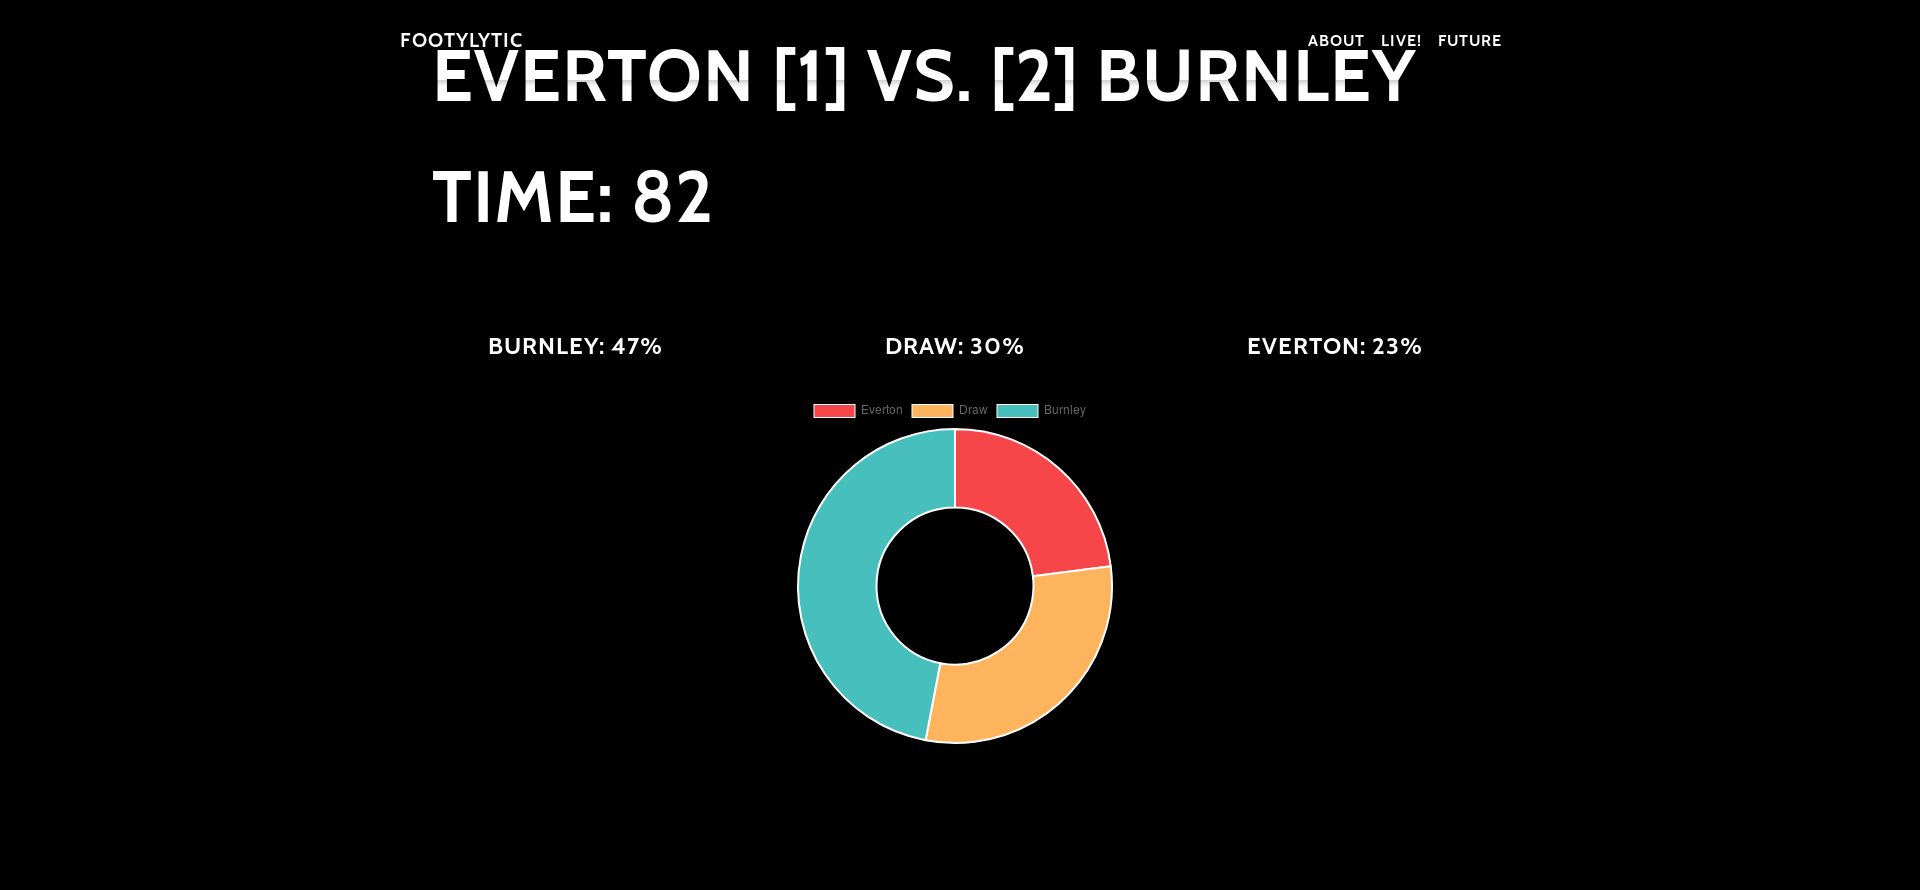 FOOTYLYTIC
ABOUT LIVE! FUTURE
EVERTON [1] VS. [2] BURNLEY
TIME: 82
BURNLEY: 47% DRAW: 30% EVERTON: 23%
Everton Draw Burnley